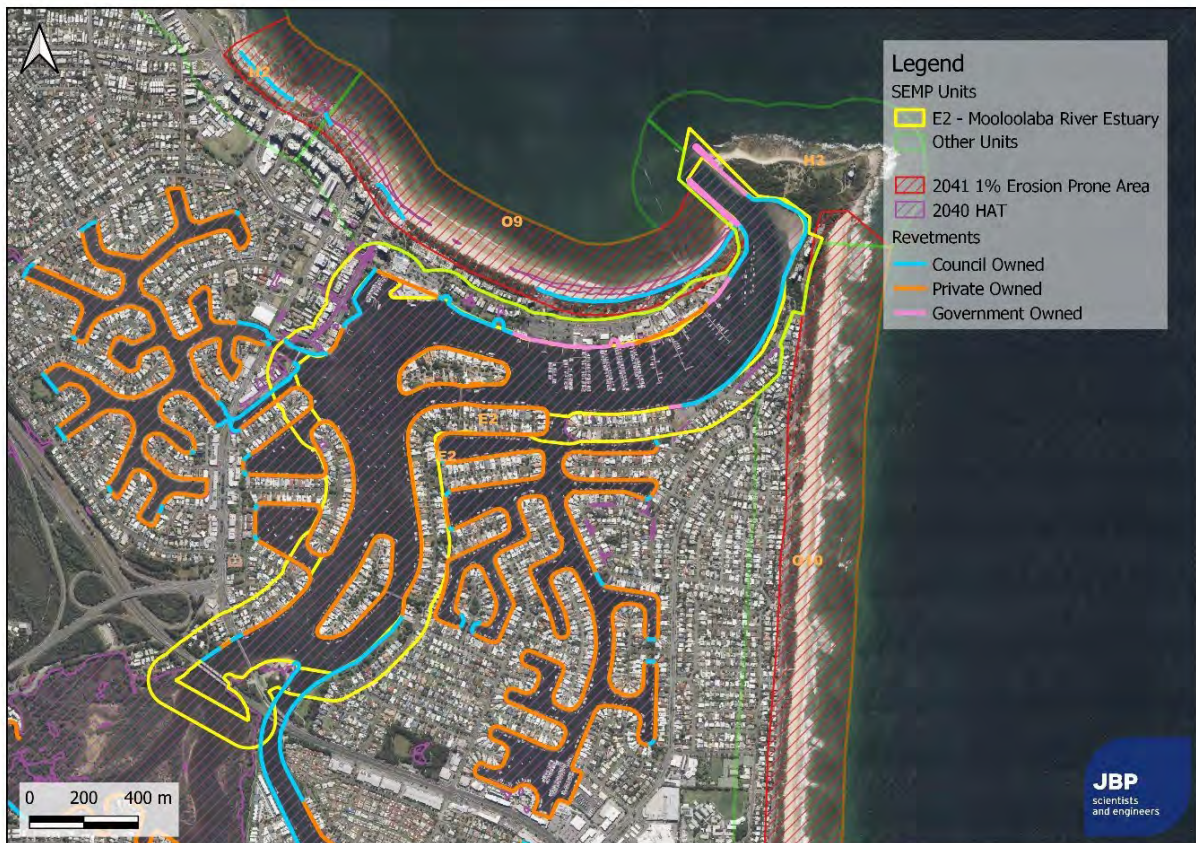 Legend
SEMP Units
E2 - Mooloolaba River Estuary
Other Units
2041 1% Erosion Prone Area
2040 HAT
Revetments
Council Owned
Private Owned
Government Owned
H3
O9
E2
E2
0 200 400 m
JBP
scientists
and engineers